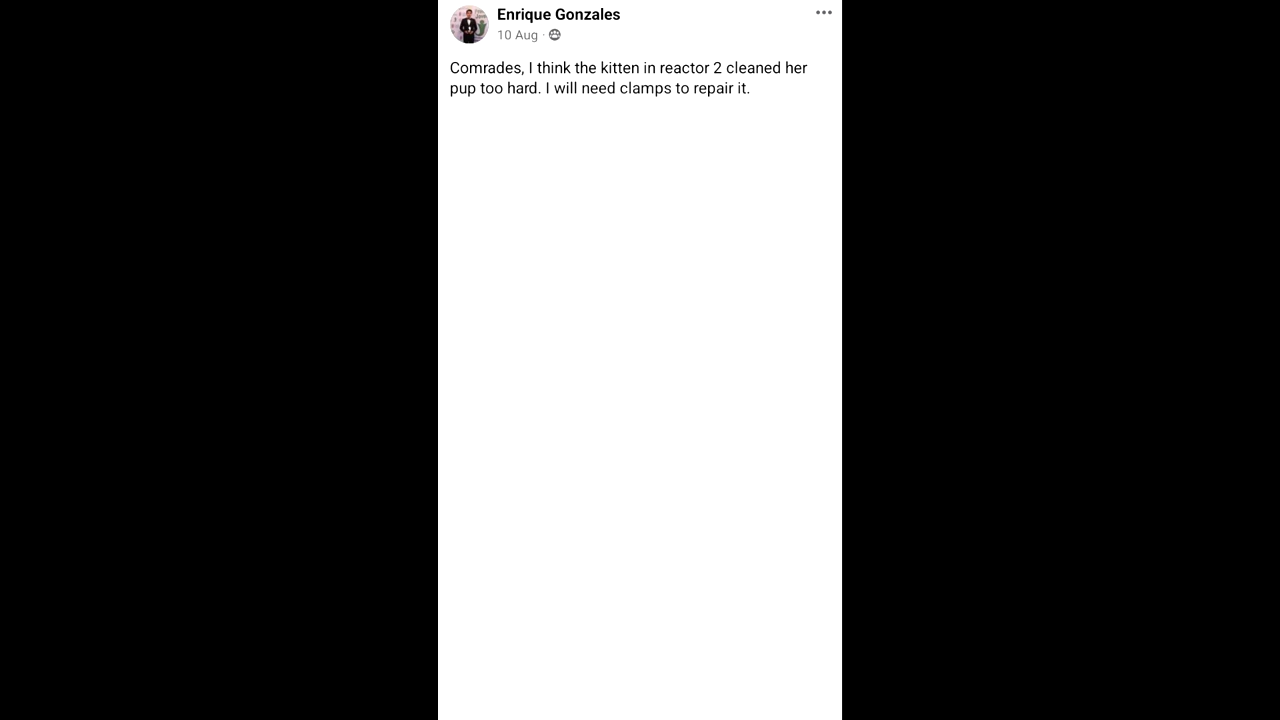 Enrique Gonzales
10 Aug ·
Comrades, I think the kitten in reactor 2 cleaned her
pup too hard. I will need clamps to repair it.